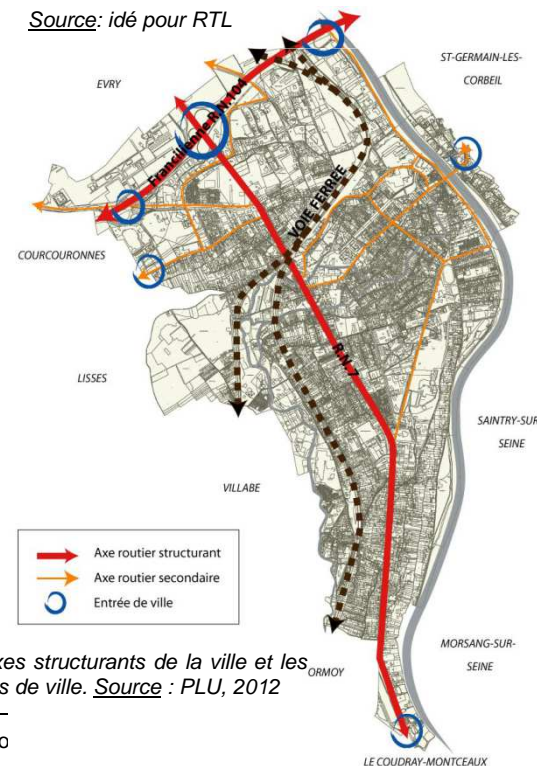 Source: idé pour RTL
ST-GERMAIN-LES-
CORBEIL
EVRY
Francilienne R.N.104
VOIE FERREE
COURCOURONNES
R.N. 7
LISSES
SAINTRY-SUR
SEINE
VILLABE
Axe routier structurant
Axe routier secondaire
Entrée de ville
MORSANG-SUR-
SEINE
ORMOY
xes structurants de la ville et les
s de ville. Source : PLU, 2012
LE COUDRAY-MONTCEAUX